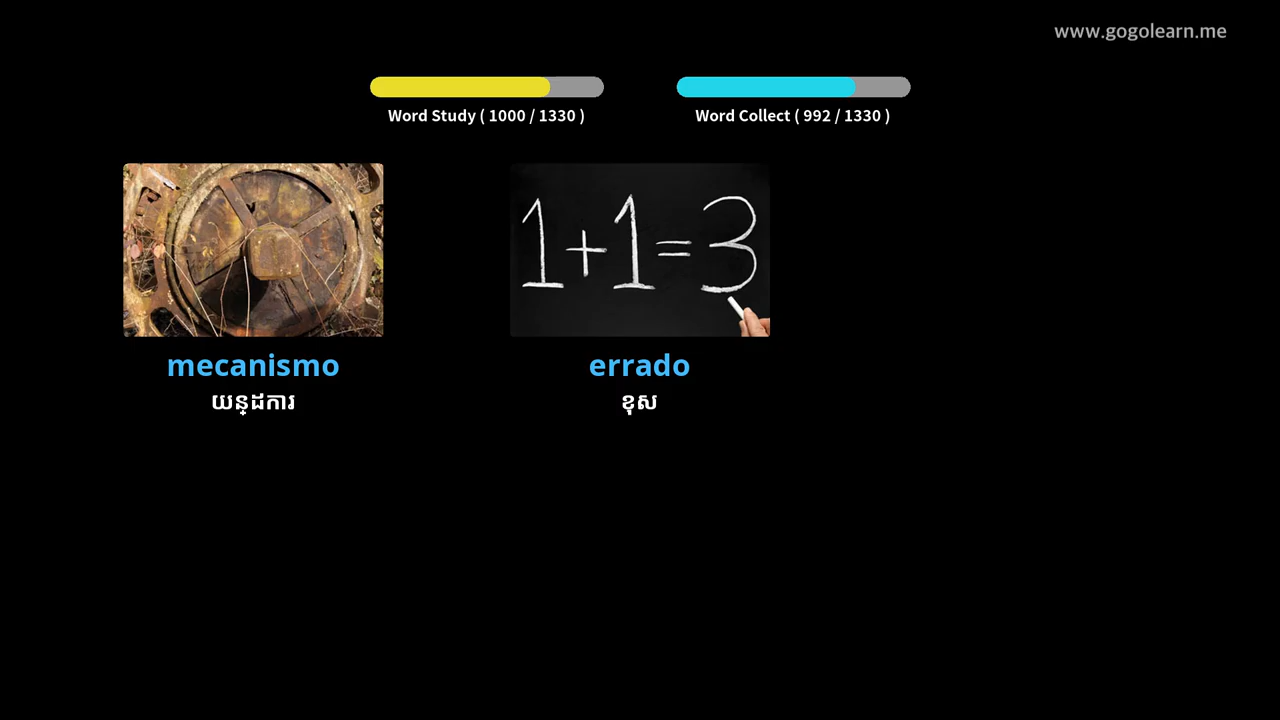 www.gogolearn.me
Word Study ( 1000 / 1330 )
Word Collect ( 992 / 1330 )
1+1=3
mecanismo
errado
យន្ដការ
ខុស